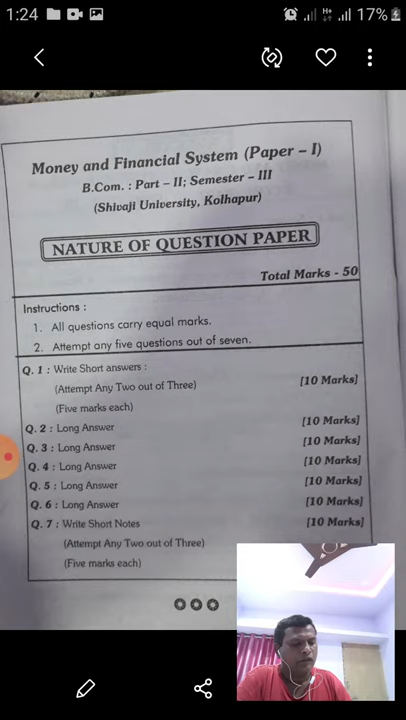 1:24
17%
Money and Financial System (Paper – I)
B.Com. : Part – II; Semester – III
(Shivaji University, Kolhapur)
NATURE OF QUESTION PAPER
Total Marks - 50
Instructions :
1. All questions carry equal marks.
2. Attempt any five questions out of seven.
Q. 1 : Write Short answers : [10 Marks]
(Attempt Any Two out of Three)
(Five marks each)
Q. 2 : Long Answer [10 Marks]
Q. 3 : Long Answer [10 Marks]
Q. 4 : Long Answer [10 Marks]
Q. 5 : Long Answer [10 Marks]
Q. 6 : Long Answer [10 Marks]
Q. 7 : Write Short Notes [10 Marks]
(Attempt Any Two out of Three)
(Five marks each)